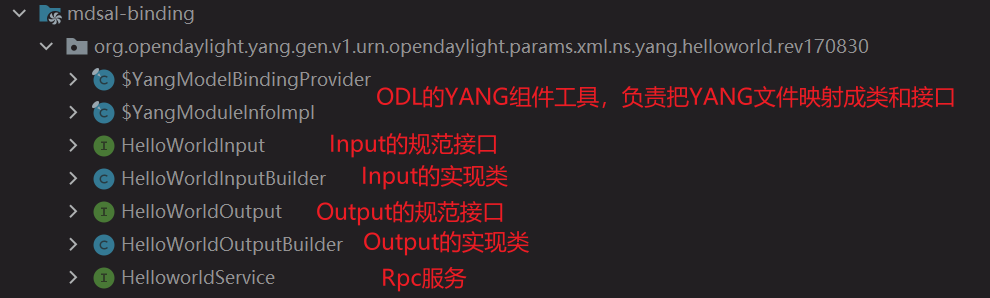 mdsal-binding
org.opendaylight.yang.gen.v1.urn.opendaylight.params.xml.ns.yang.helloworld.rev170830
$YangModelBindingProvider
ODL的YANG组件工具，负责把YANG文件映射成类和接口
$YangModuleInfoImpl
HelloWorldInput Input的规范接口
HelloWorldInputBuilder Input的实现类
HelloWorldOutput Output的规范接口
HelloWorldOutputBuilder Output的实现类
HelloworldService Rpc服务